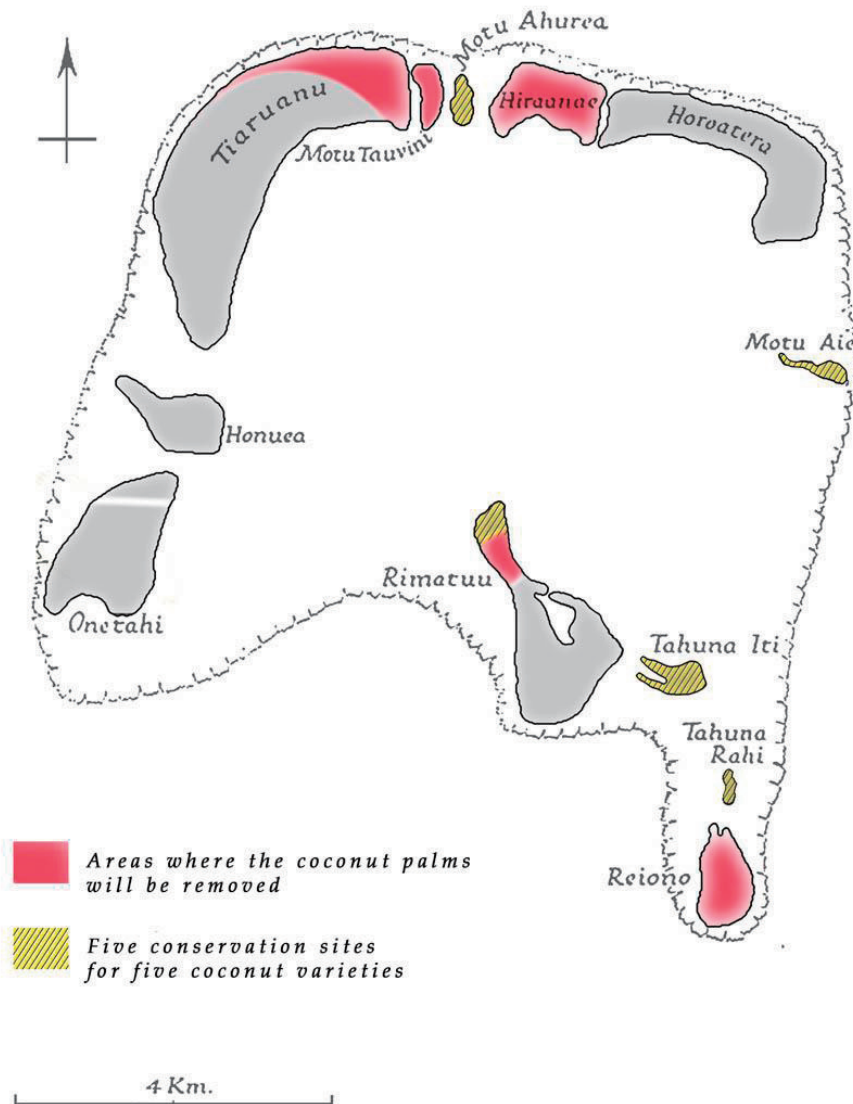 Motu Ahurea
Tiaruanu
Motu Tauvini
Hiraanae
Horoatera
Motu Aie
Honuea
Onetahi
Rimatuu
Tahuna Iti
Tahuna
Rahi
Reiono
Areas where the coconut palms
will be removed
Five conservation sites
for five coconut varieties
4 Km.